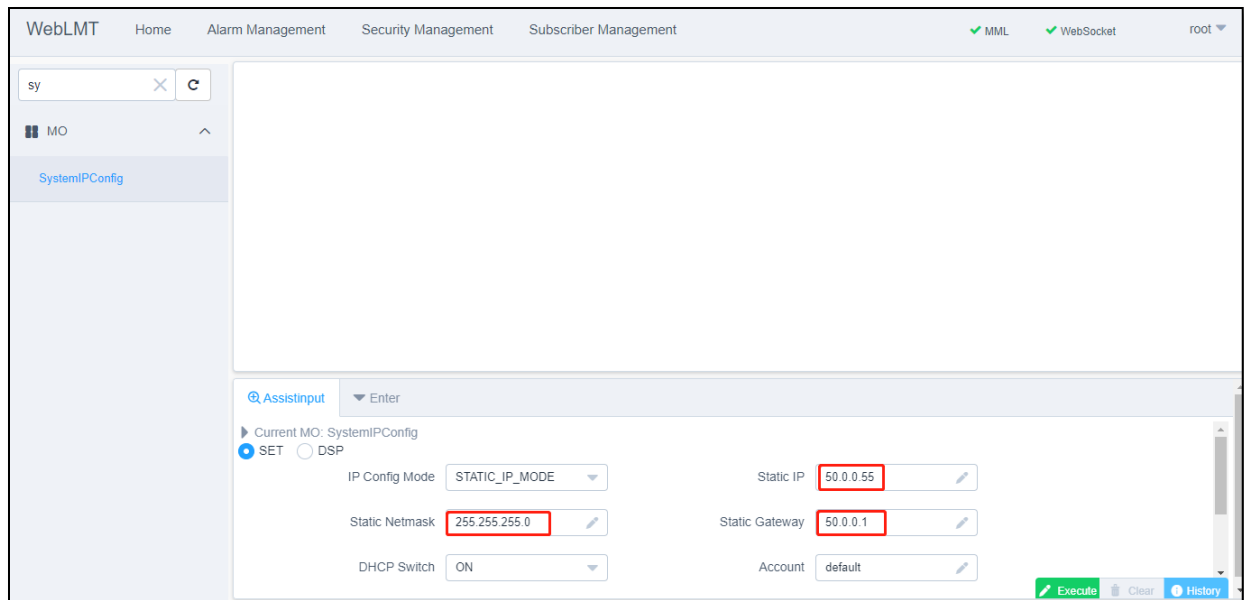 WebLMT Home Alarm Management Security Management Subscriber Management MML WebSocket root
sy
MO
SystemIPConfig
Assistinput Enter
Current MO: SystemIPConfig
SET DSP
IP Config Mode STATIC_IP_MODE Static IP 50.0.0.55
Static Netmask 255.255.255.0 Static Gateway 50.0.0.1
DHCP Switch ON Account default
Execute Clear History